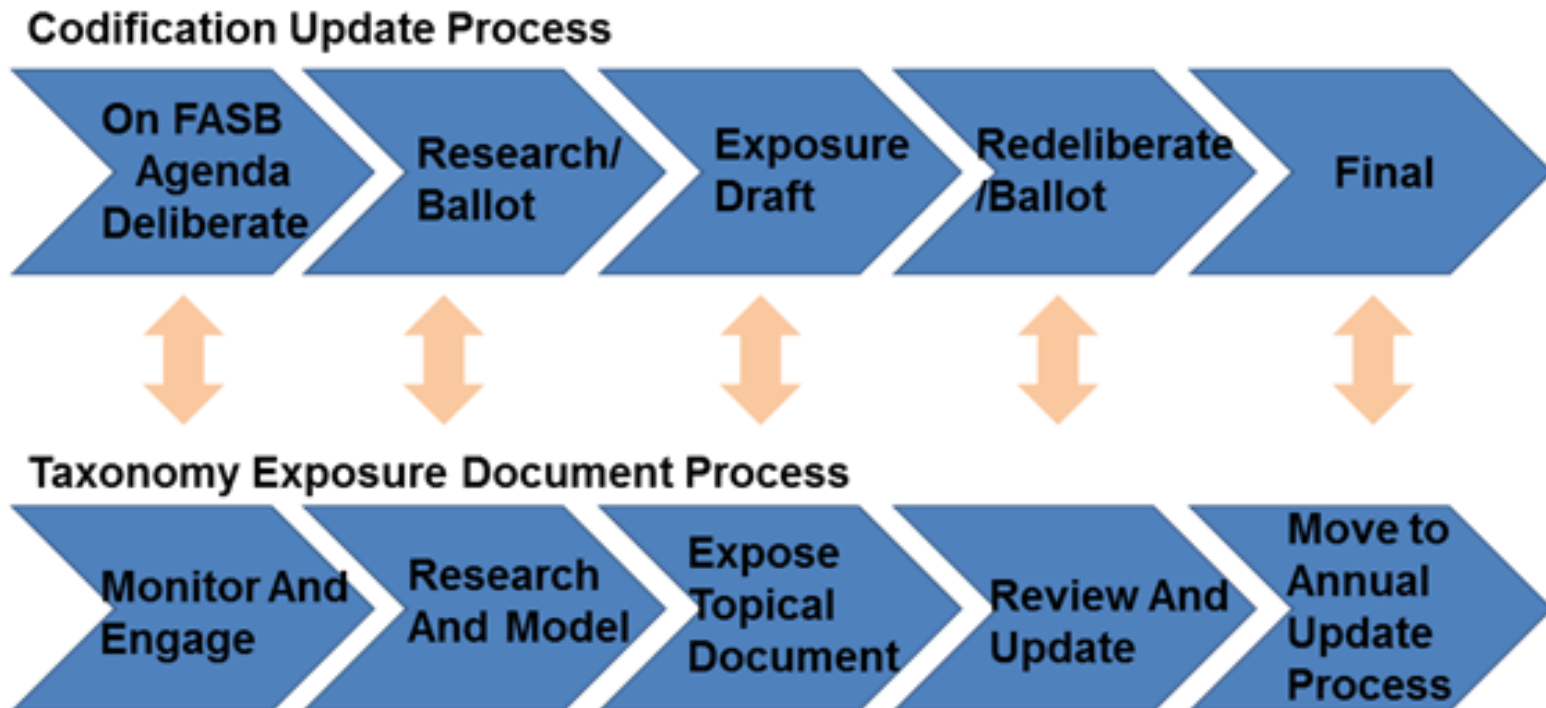 Codification Update Process
On FASB
Agenda
Deliberate
Research/
Ballot
Exposure
Draft
Redeliberate
/Ballot
Final
Taxonomy Exposure Document Process
Monitor And
Engage
Research
And Model
Expose
Topical
Document
Review And
Update
Move to
Annual
Update
Process